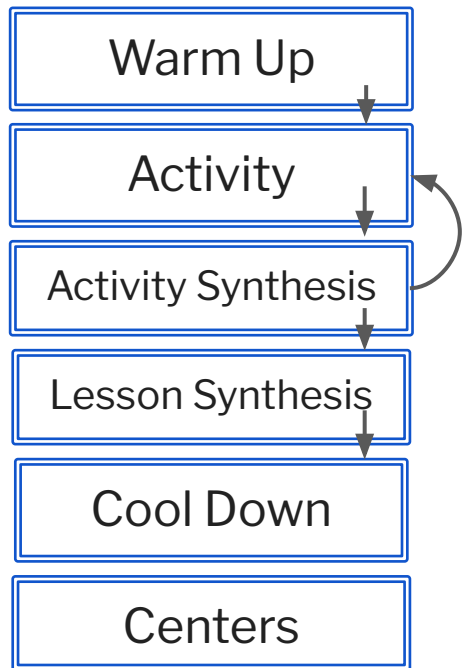 Warm Up
Activity
Activity Synthesis
Lesson Synthesis
Cool Down
Centers